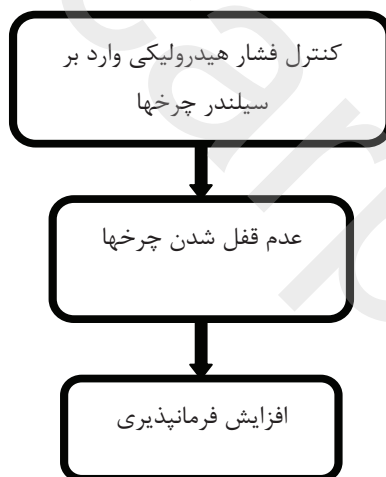 کنترل فشار هیدرولیکی وارد بر
سیلندر چرخها
عدم قفل شدن چرخها
افزایش فرمانپذیری